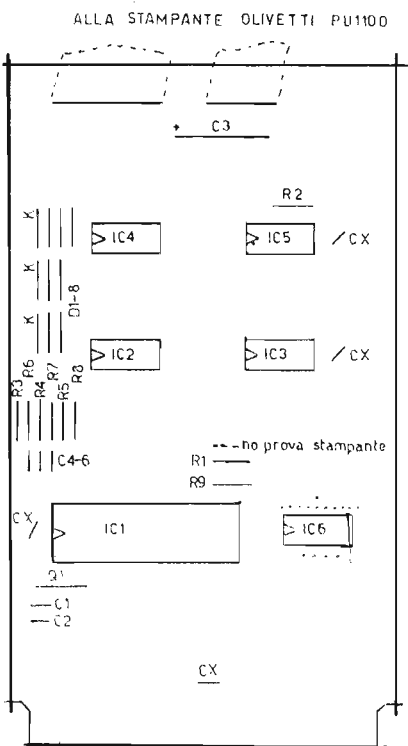 ALLA STAMPANTE OLIVETTI PU1100
+ C3
R2
K
IC4
IC5
CX
K
D1-8
K
IC2
IC3
CX
R3
R6
R4
R7
R5
R8
no prova stampante
C4-6
R1
R9
CX
IC1
IC6
C1
C2
CX